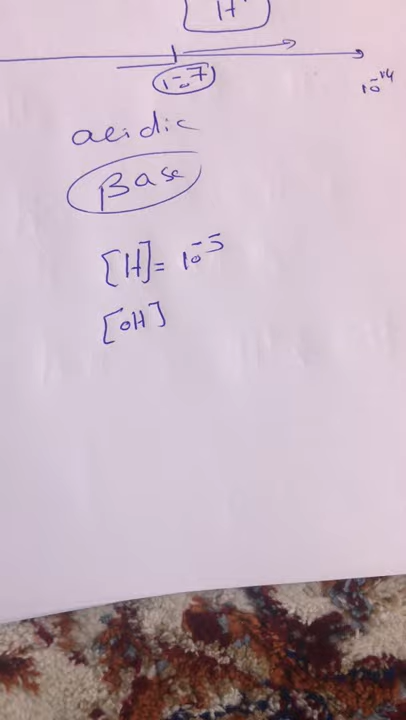 H
10⁻⁷
10⁻¹⁴
acidic
Base
[H]= 10⁻⁵
[OH]